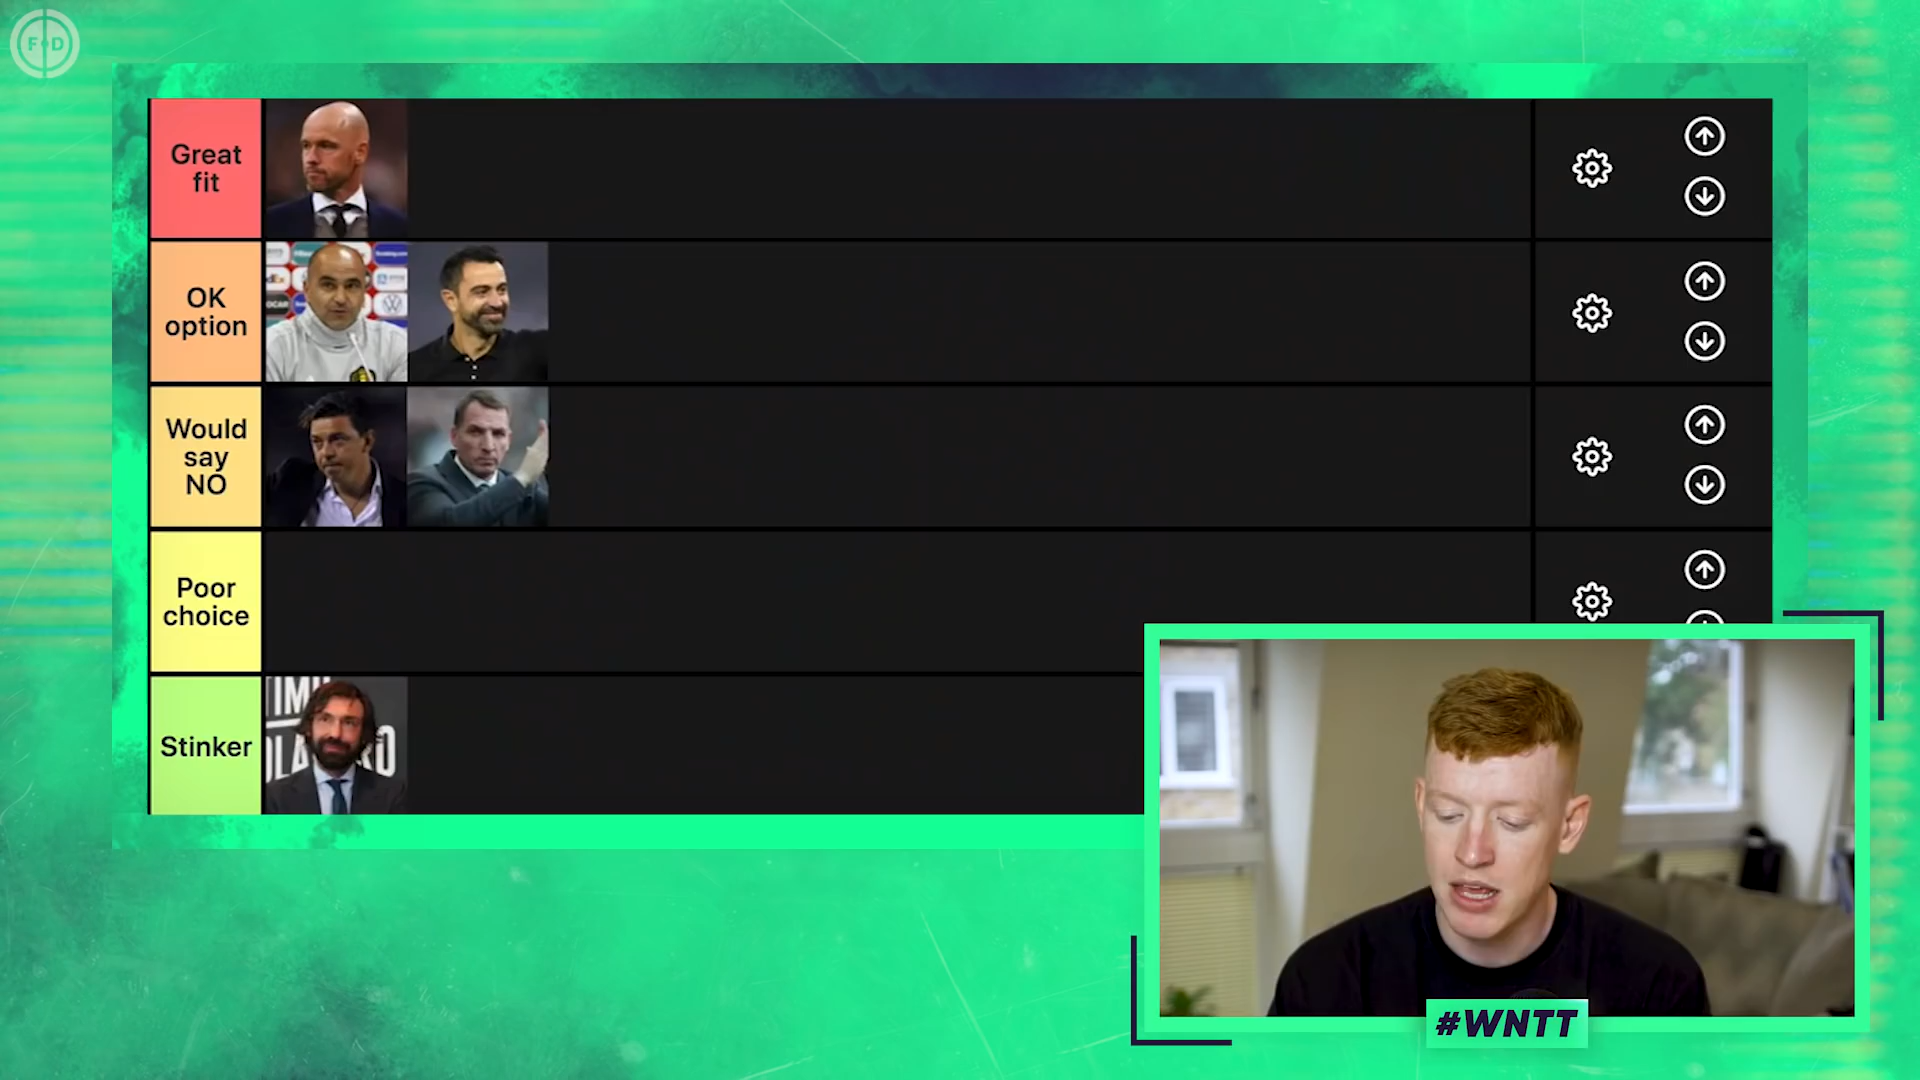 F D
Great
fit
OK
option
Would
say
NO
Poor
choice
Stinker
#WNTT